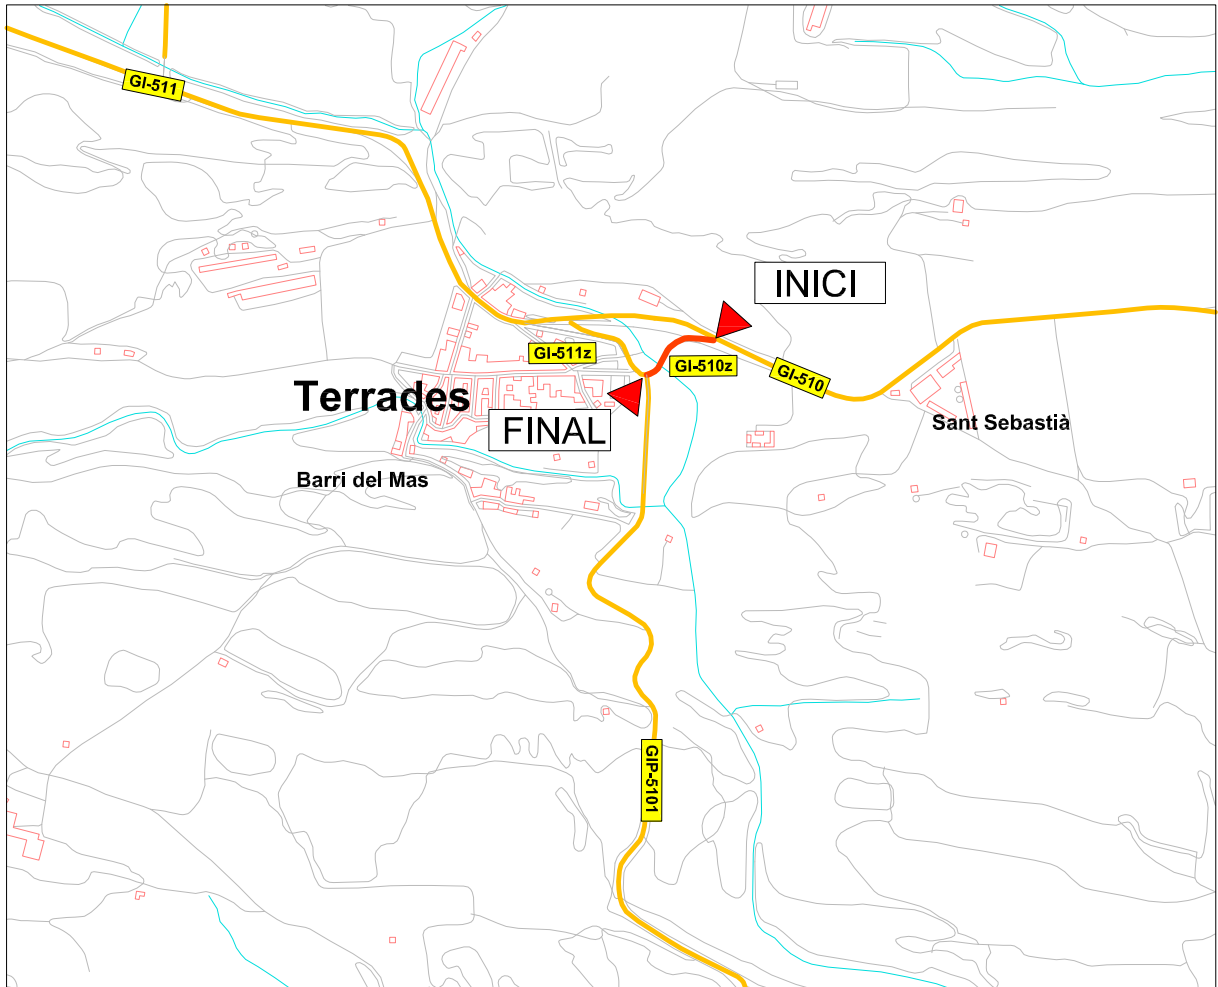 GI-511
INICI
GI-511z
GI-510z
GI-510
Terrades
FINAL
Sant Sebastià
Barri del Mas
GIP-5101